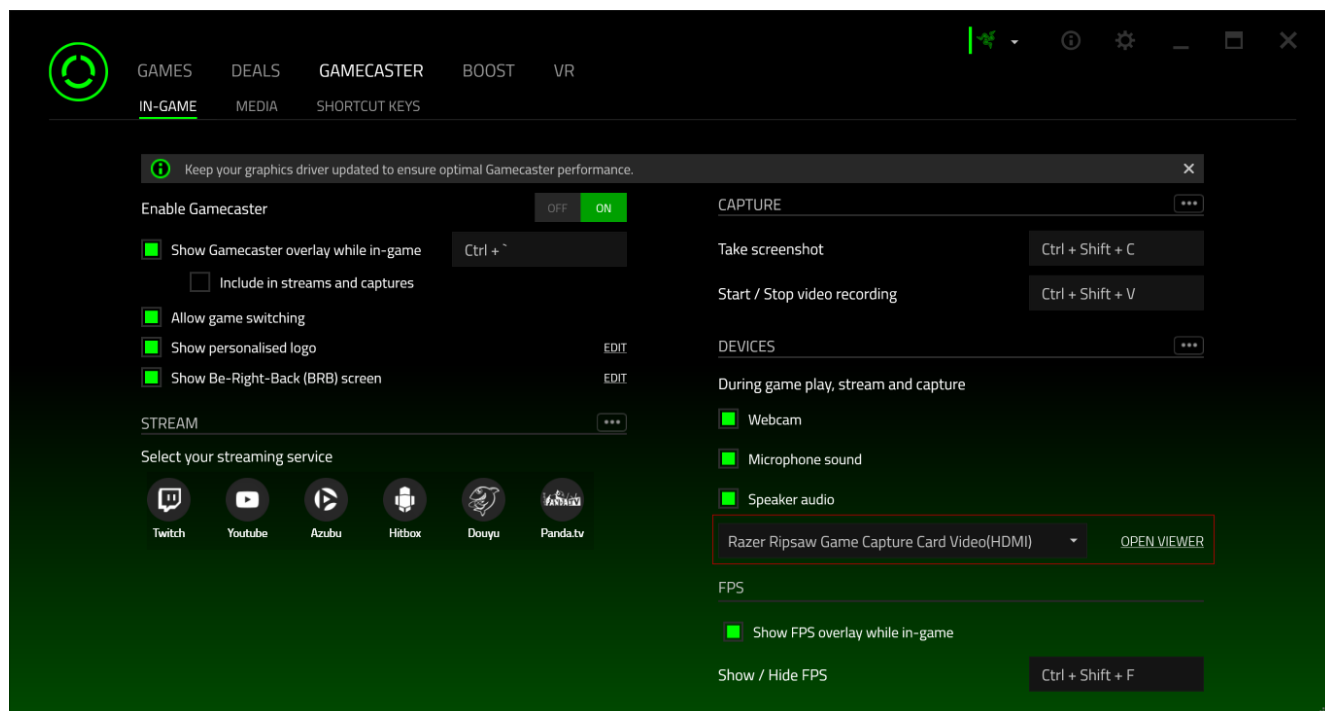 GAMES DEALS GAMECASTER BOOST VR
IN-GAME MEDIA SHORTCUT KEYS
Keep your graphics driver updated to ensure optimal Gamecaster performance.
Enable Gamecaster OFF ON
Show Gamecaster overlay while in-game Ctrl + `
Include in streams and captures
Allow game switching
Show personalised logo EDIT
Show Be-Right-Back (BRB) screen EDIT
STREAM
Select your streaming service
Twitch Youtube Azubu Hitbox Douyu Panda.tv
CAPTURE
Take screenshot Ctrl + Shift + C
Start / Stop video recording Ctrl + Shift + V
DEVICES
During game play, stream and capture
Webcam
Microphone sound
Speaker audio
Razer Ripsaw Game Capture Card Video(HDMI) OPEN VIEWER
FPS
Show FPS overlay while in-game
Show / Hide FPS Ctrl + Shift + F